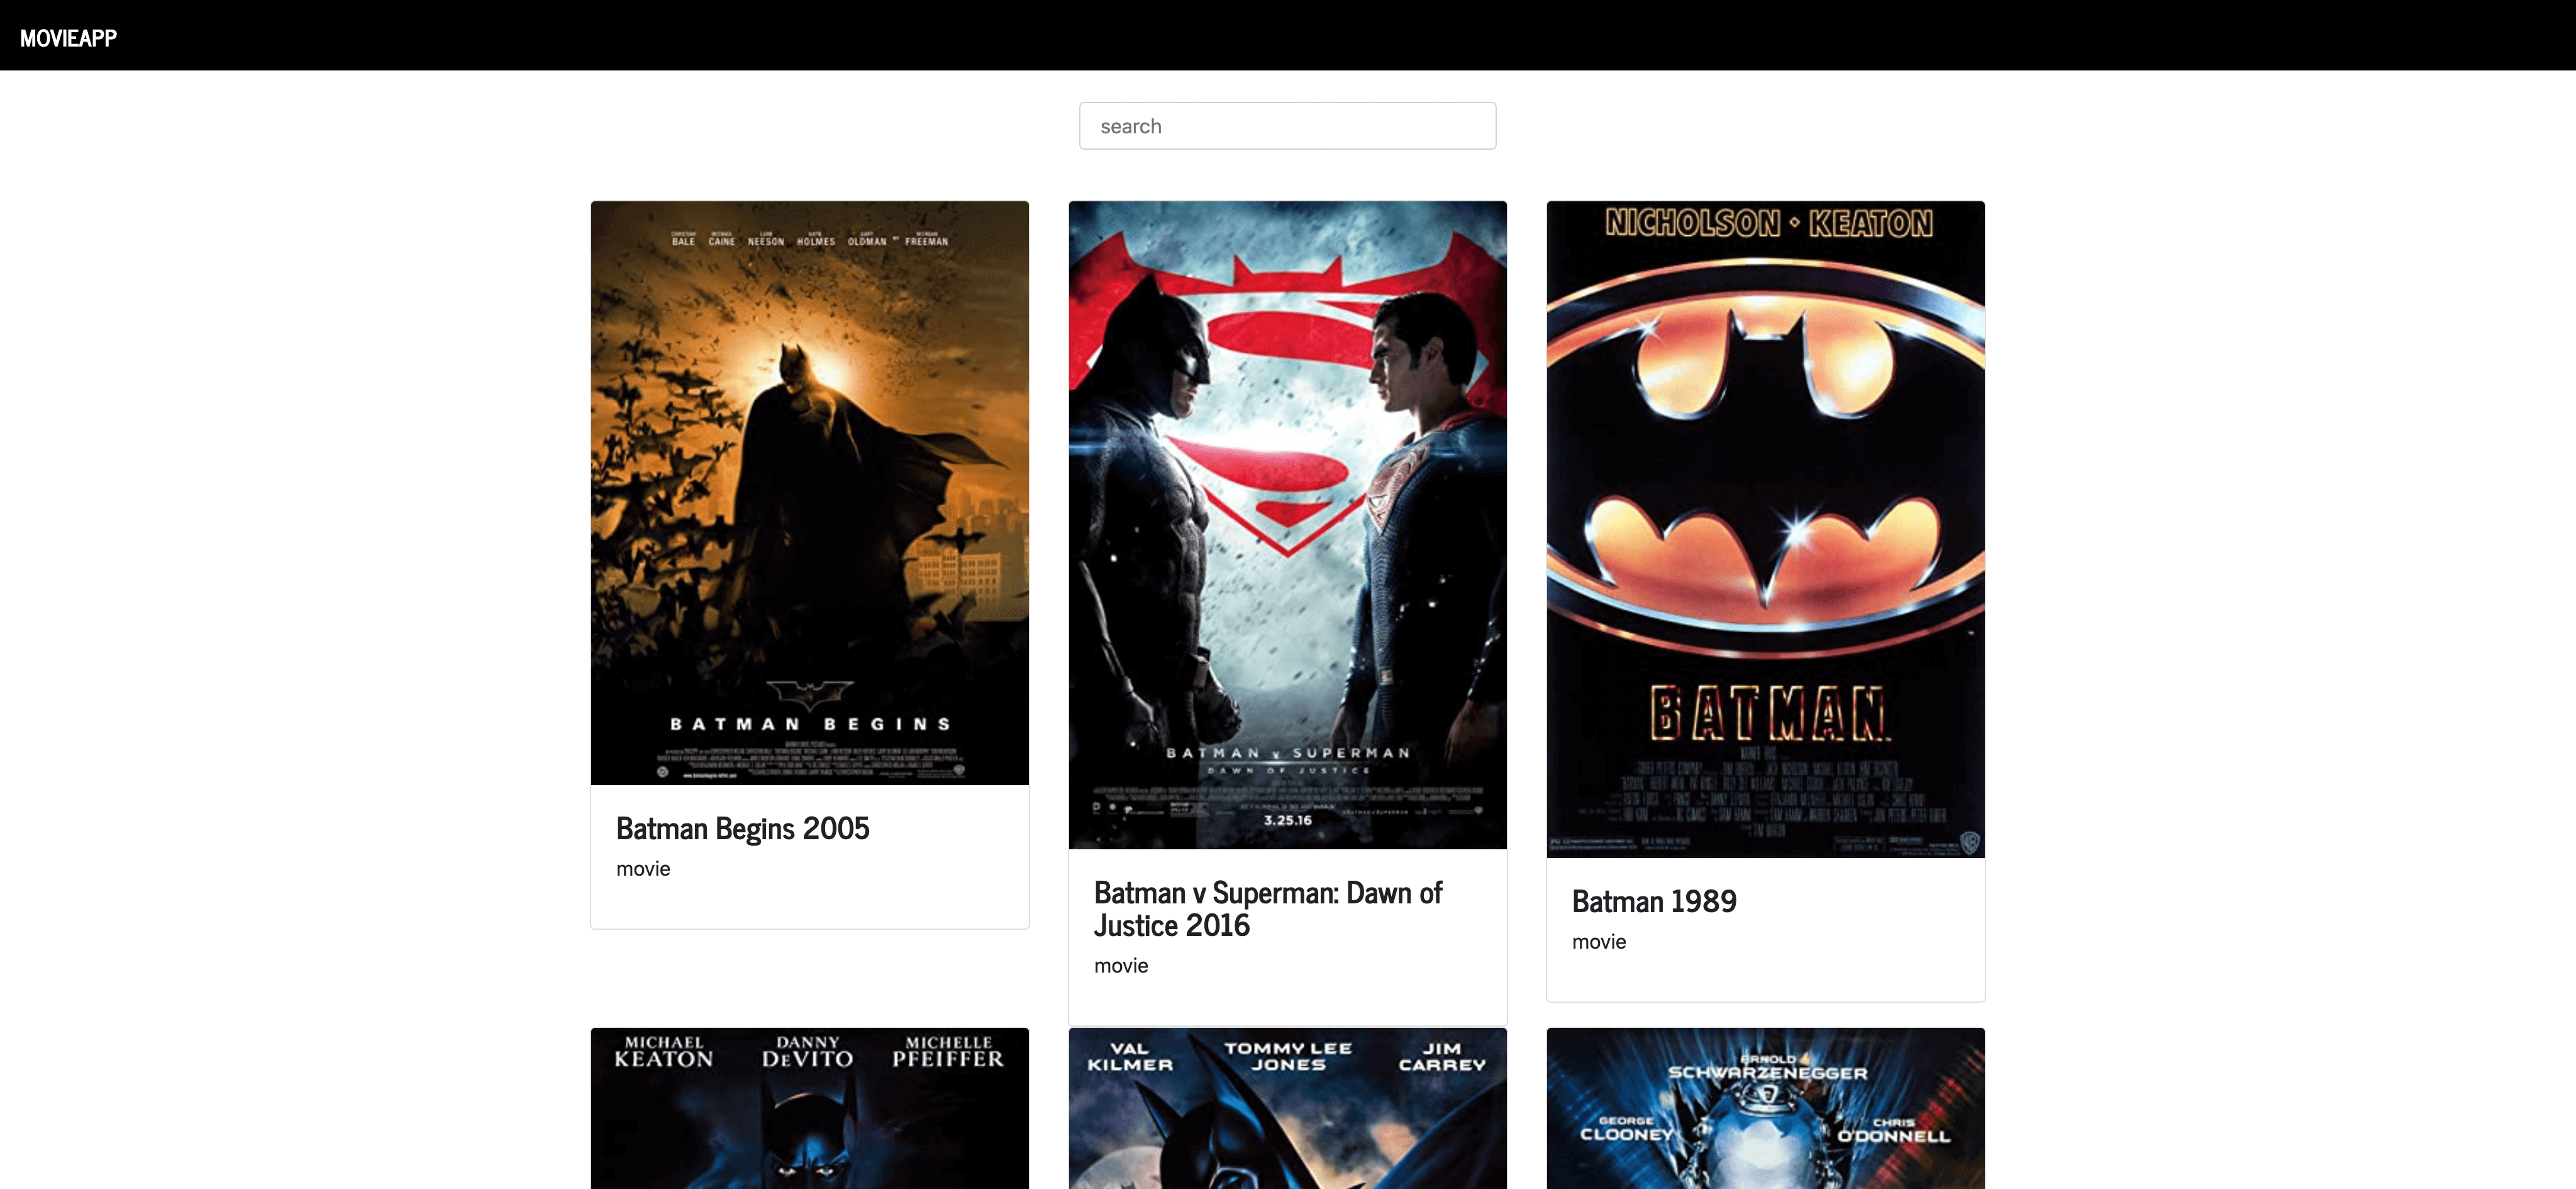 MOVIEAPP
search
BALE CAINE NEESON HOLMES OLDMAN FREEMAN
BATMAN BEGINS
Batman Begins 2005
movie
BATMAN v SUPERMAN
DAWN OF JUSTICE
3.25.16
Batman v Superman: Dawn of
Justice 2016
movie
NICHOLSON • KEATON
BATMAN
Batman 1989
movie
MICHAEL DANNY MICHELLE
KEATON DEVITO PFEIFFER
VAL TOMMY LEE JIM
KILMER JONES CARREY
ARNOLD
SCHWARZENEGGER
GEORGE CHRIS
CLOONEY O'DONNELL